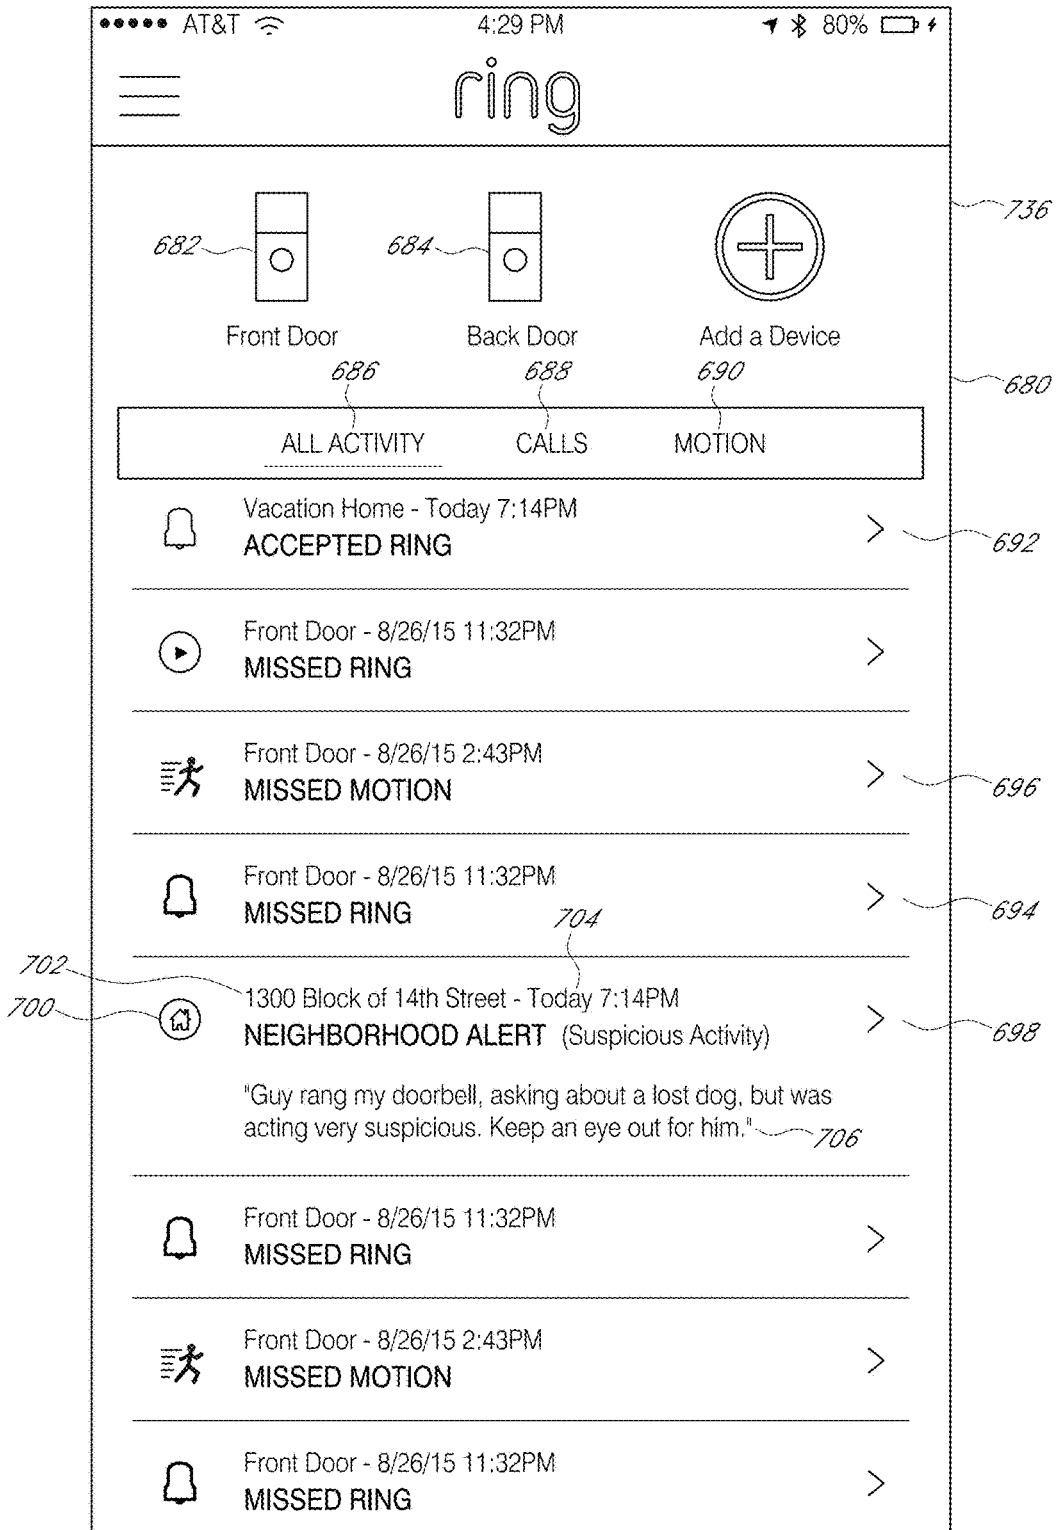 AT&T 4:29 PM 80%
ring
736
682 684
Front Door Back Door Add a Device
686 688 690
680
ALL ACTIVITY CALLS MOTION
Vacation Home - Today 7:14PM
ACCEPTED RING
692
Front Door - 8/26/15 11:32PM
MISSED RING
Front Door - 8/26/15 2:43PM
MISSED MOTION
696
Front Door - 8/26/15 11:32PM
MISSED RING
694
704
702
1300 Block of 14th Street - Today 7:14PM
700
NEIGHBORHOOD ALERT (Suspicious Activity)
698
"Guy rang my doorbell, asking about a lost dog, but was
acting very suspicious. Keep an eye out for him."
706
Front Door - 8/26/15 11:32PM
MISSED RING
Front Door - 8/26/15 2:43PM
MISSED MOTION
Front Door - 8/26/15 11:32PM
MISSED RING